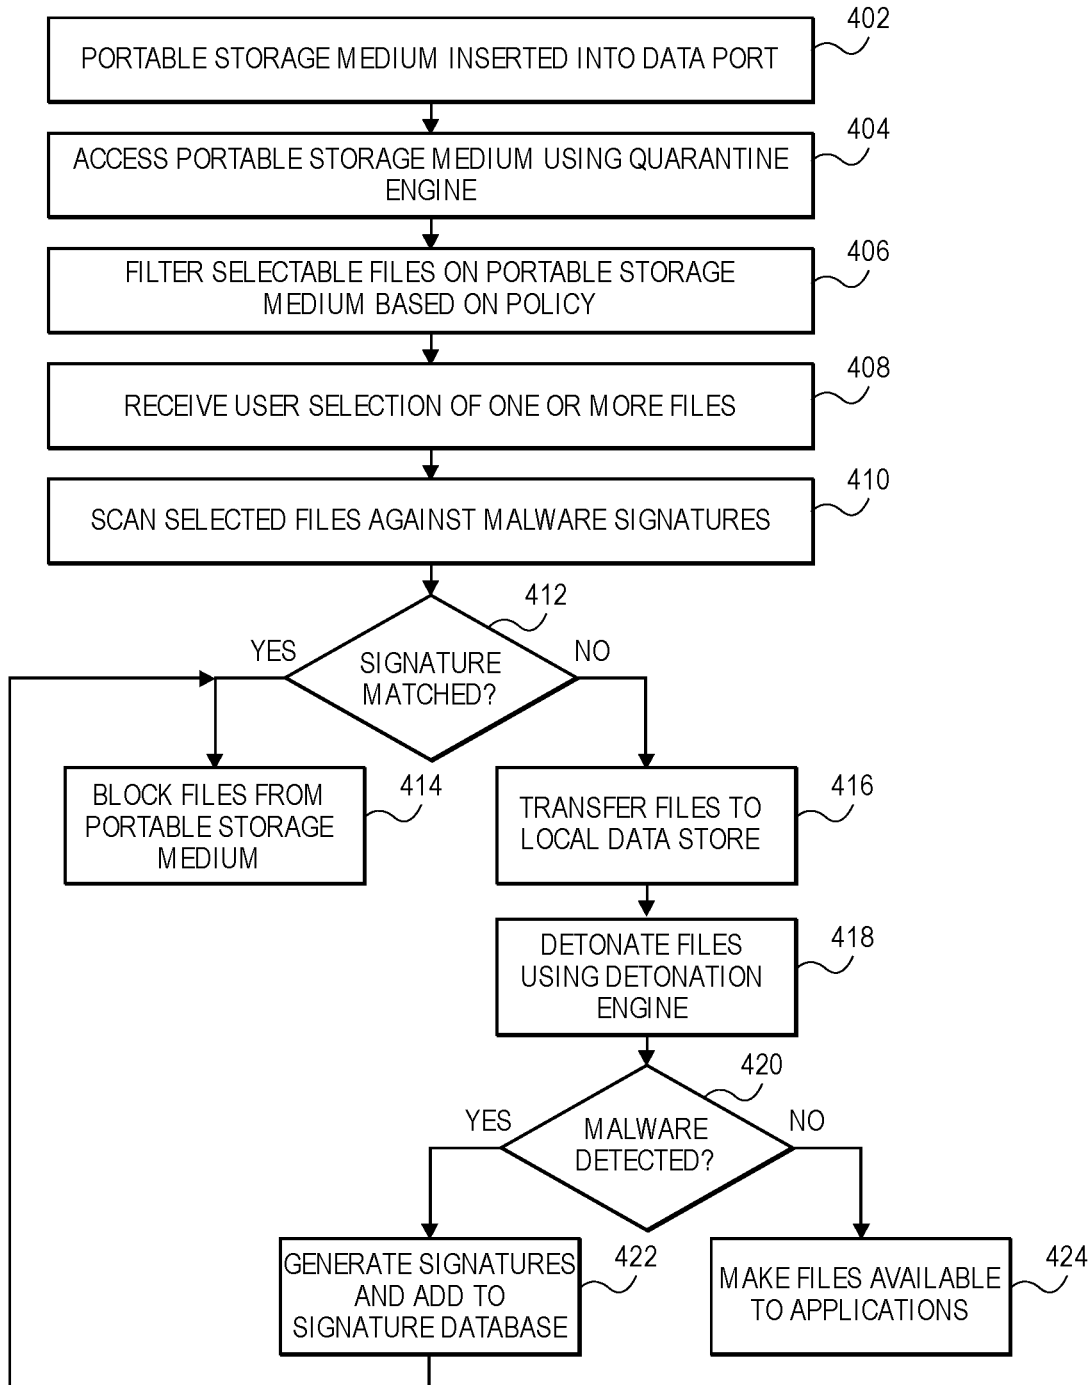 402
PORTABLE STORAGE MEDIUM INSERTED INTO DATA PORT
404
ACCESS PORTABLE STORAGE MEDIUM USING QUARANTINE
ENGINE
406
FILTER SELECTABLE FILES ON PORTABLE STORAGE
MEDIUM BASED ON POLICY
408
RECEIVE USER SELECTION OF ONE OR MORE FILES
410
SCAN SELECTED FILES AGAINST MALWARE SIGNATURES
412
YES
NO
SIGNATURE
MATCHED?
BLOCK FILES FROM
PORTABLE STORAGE
MEDIUM
414
TRANSFER FILES TO
LOCAL DATA STORE
416
DETONATE FILES
USING DETONATION
ENGINE
418
420
YES
NO
MALWARE
DETECTED?
GENERATE SIGNATURES
AND ADD TO
SIGNATURE DATABASE
422
MAKE FILES AVAILABLE
TO APPLICATIONS
424